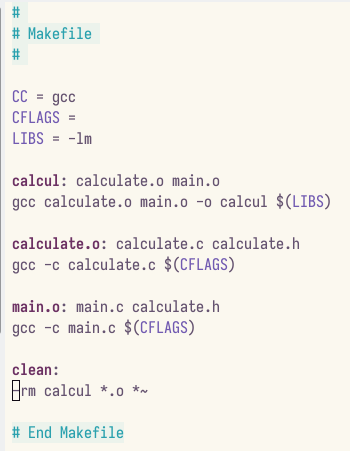 #
# Makefile
#
CC = gcc
CFLAGS =
LIBS = -lm
calcul: calculate.o main.o
gcc calculate.o main.o -o calcul $(LIBS)
calculate.o: calculate.c calculate.h
gcc -c calculate.c $(CFLAGS)
main.o: main.c calculate.h
gcc -c main.c $(CFLAGS)
clean:
-rm calcul *.o *~
# End Makefile